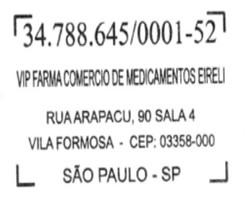 34.788.645/0001-52
VIP FARMA COMERCIO DE MEDICAMENTOS EIRELI
RUA ARAPACU, 90 SALA 4
VILA FORMOSA - CEP: 03358-000
SÃO PAULO - SP